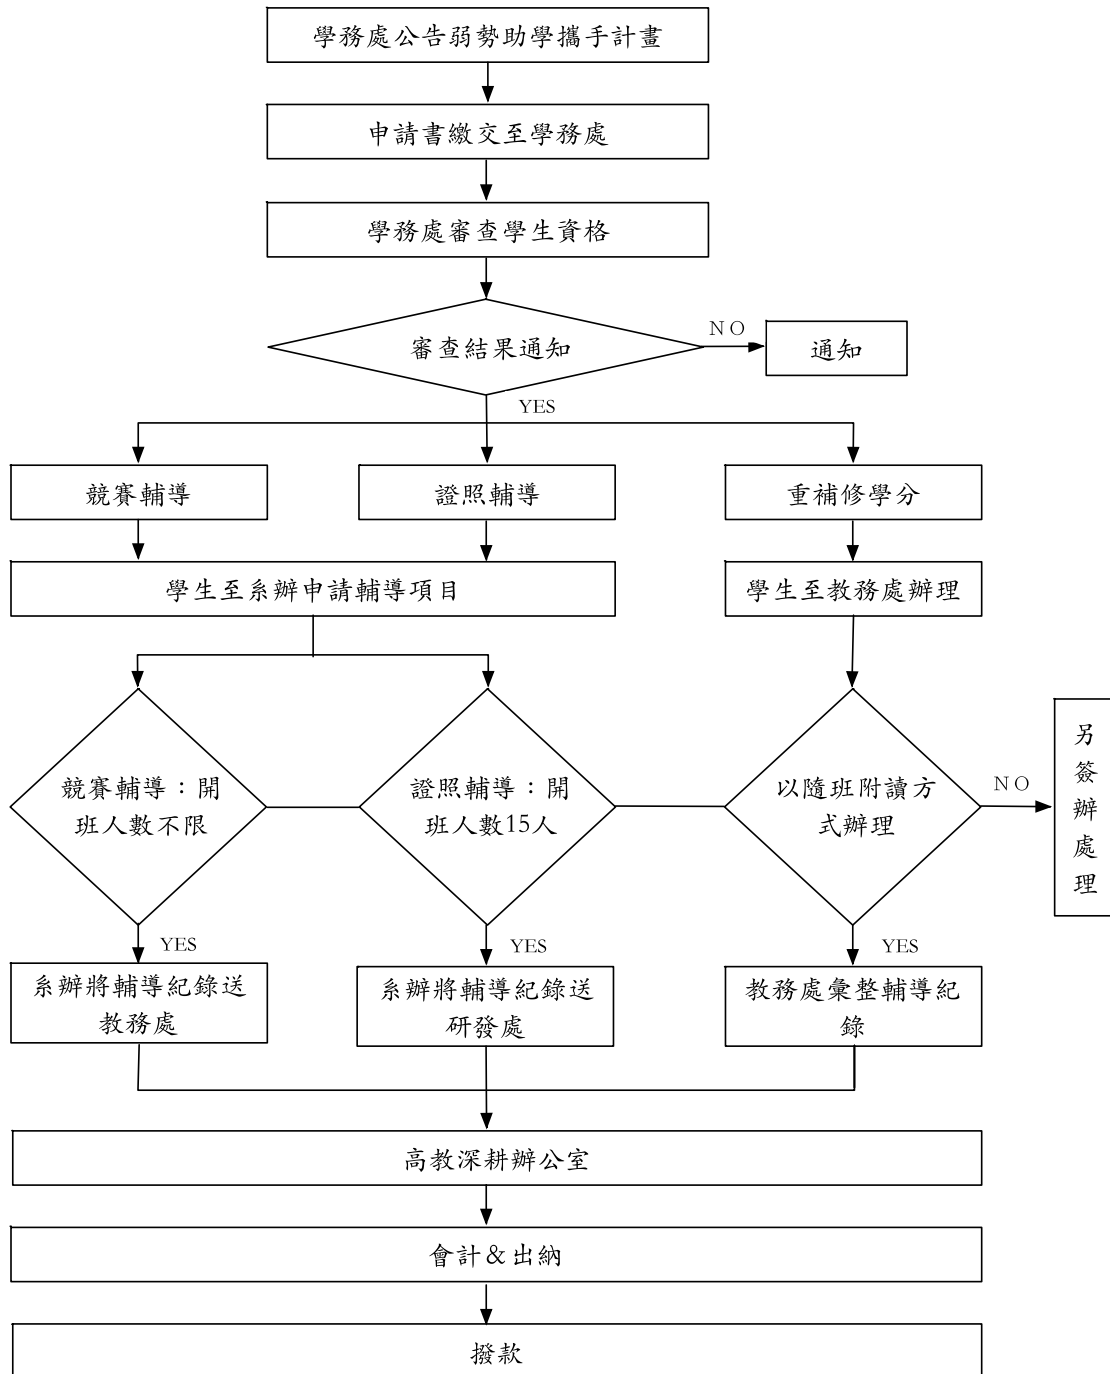 學務處公告弱勢助學攜手計畫
申請書繳交至學務處
學務處審查學生資格
審查結果通知
NO
通知
YES
競賽輔導
證照輔導
重補修學分
學生至系辦申請輔導項目
學生至教務處辦理
競賽輔導：開
班人數不限
證照輔導：開
班人數15人
以隨班附讀方
式辦理
NO
另
簽
辦
處
理
YES
YES
YES
系辦將輔導紀錄送
教務處
系辦將輔導紀錄送
研發處
教務處彙整輔導紀
錄
高教深耕辦公室
會計&出納
撥款